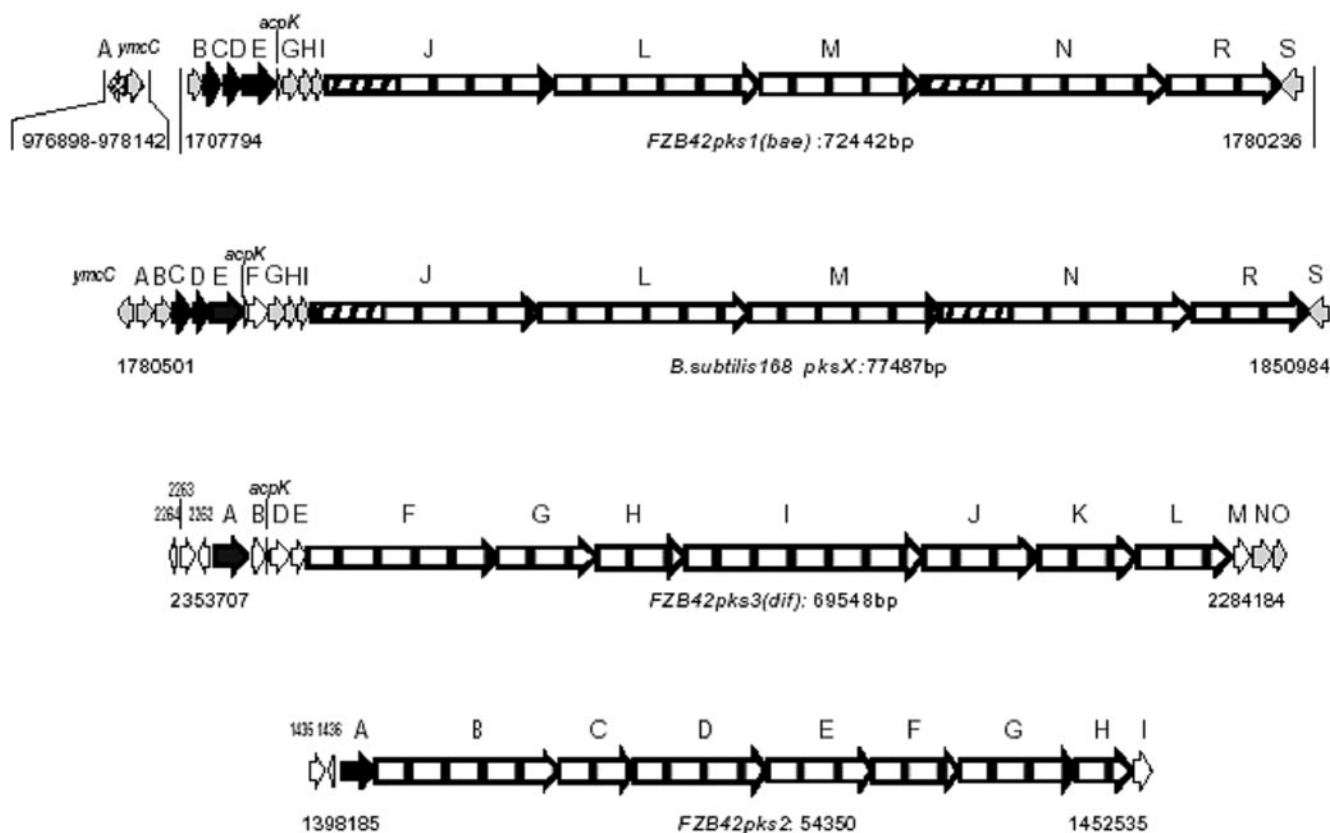 acpK
A ymcC B C D E G H I J L M N R S
976898-978142 1707794 FZB42pks1(bae) :72442bp 1780236
acpK
ymcC A B C D E F G H I J L M N R S
1780501 B.subtilis168 pksX:77487bp 1850984
2263 acpK
2264 2262 A B D E F G H I J K L M N O
2353707 FZB42pks3(dif): 69548bp 2284184
1435 1436 A B C D E F G H I
1398185 FZB42pks2: 54350 1452535